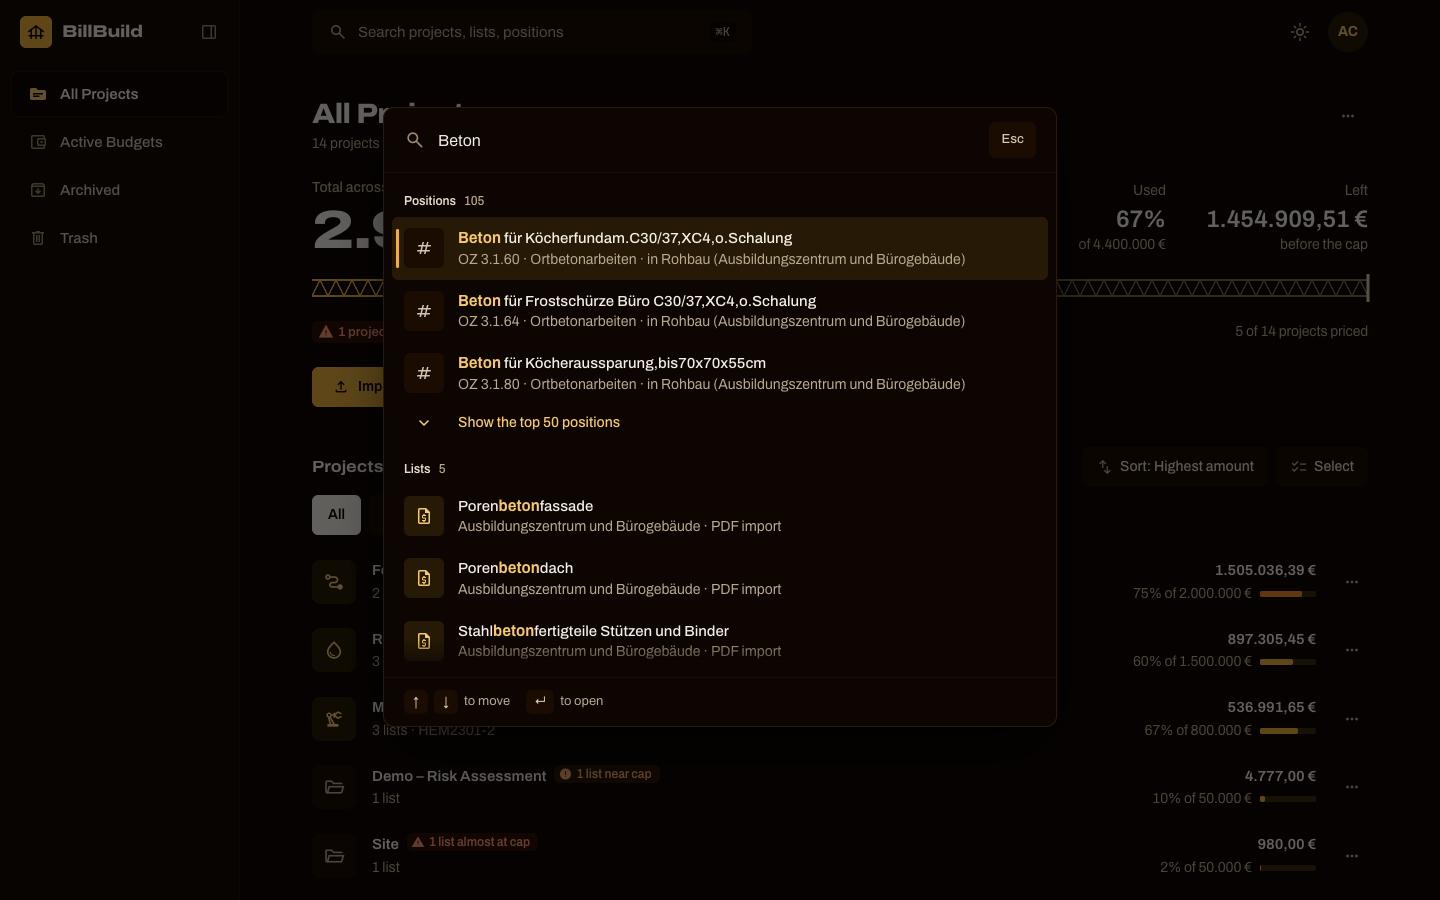 BillBuild
Search projects, lists, positions
⌘K
AC
All Projects
Active Budgets
Archived
Trash
All Project
14 projects
Total across
2.9
Used
67%
of 4.400.000 €
Left
1.454.909,51 €
before the cap
1 projec
5 of 14 projects priced
Imp
Projects
Sort: Highest amount
Select
All
Beton
Esc
Positions 105
# Beton für Köcherfundam.C30/37,XC4,o.Schalung
OZ 3.1.60 · Ortbetonarbeiten · in Rohbau (Ausbildungszentrum und Bürogebäude)
# Beton für Frostschürze Büro C30/37,XC4,o.Schalung
OZ 3.1.64 · Ortbetonarbeiten · in Rohbau (Ausbildungszentrum und Bürogebäude)
# Beton für Köcheraussparung,bis70x70x55cm
OZ 3.1.80 · Ortbetonarbeiten · in Rohbau (Ausbildungszentrum und Bürogebäude)
Show the top 50 positions
Lists 5
Porenbetonfassade
Ausbildungszentrum und Bürogebäude · PDF import
Porenbetondach
Ausbildungszentrum und Bürogebäude · PDF import
Stahlbetonfertigteile Stützen und Binder
Ausbildungszentrum und Bürogebäude · PDF import
↑ ↓ to move ↵ to open
1.505.036,39 €
2
75% of 2.000.000 €
R
897.305,45 €
3
60% of 1.500.000 €
M
536.991,65 €
3 lists · HEM2301-2
67% of 800.000 €
Demo – Risk Assessment
1 list near cap
4.777,00 €
1 list
10% of 50.000 €
Site
1 list almost at cap
980,00 €
1 list
2% of 50.000 €